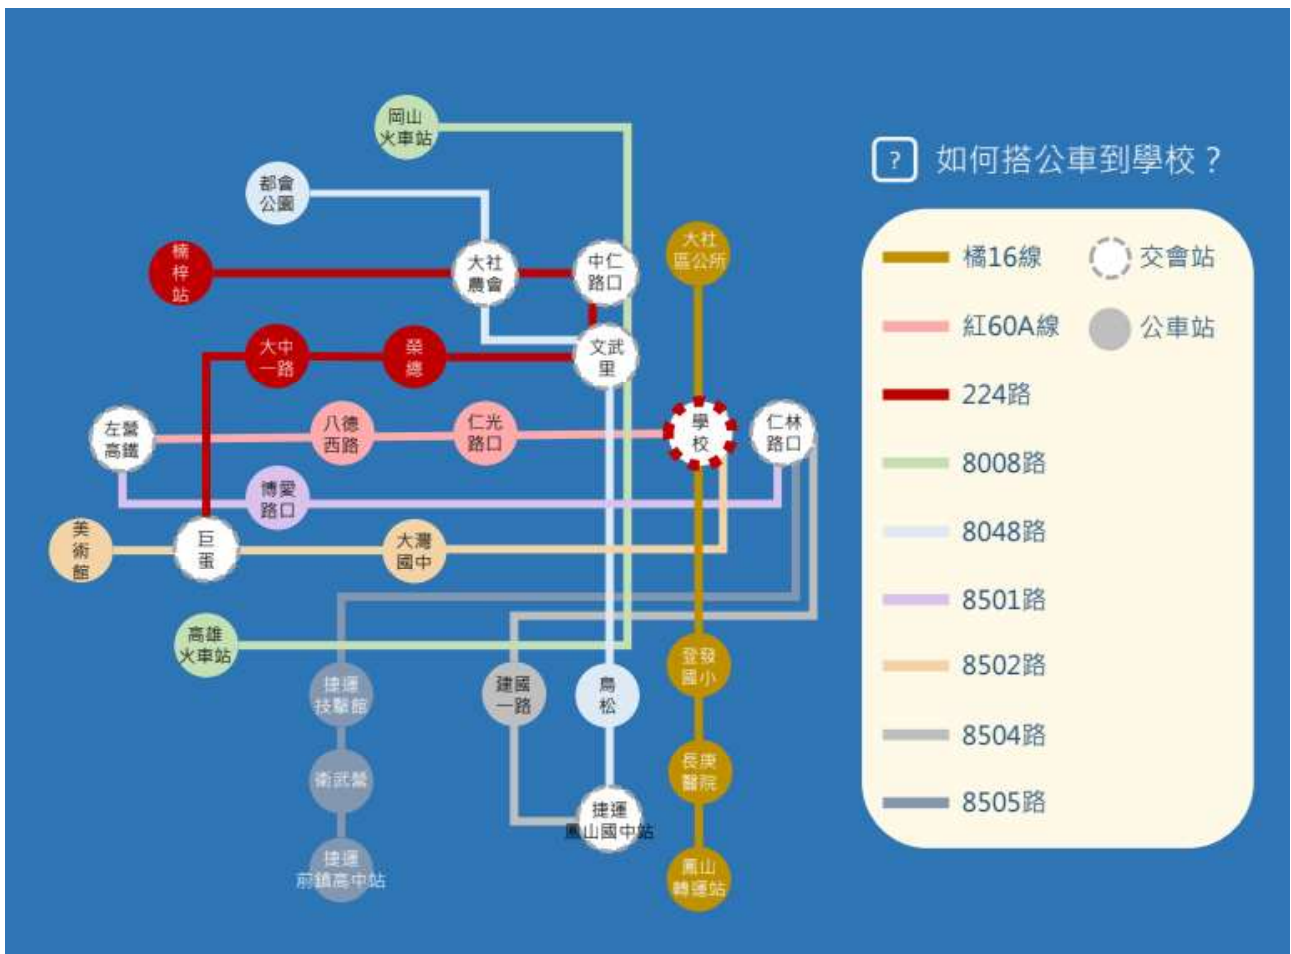 岡山
火車站
都會
公園
楠
梓
站
大社
農會
中仁
路口
大社
區公所
大中
一路
榮
總
文武
里
左營
高鐵
八德
西路
仁光
路口
學
校
仁林
路口
博愛
路口
美
術
館
巨
蛋
大灣
國中
高雄
火車站
捷運
技擊館
建國
一路
鳥
松
登發
國小
衛武營
長庚
醫院
捷運
鳳山國中站
捷運
前鎮高中站
鳳山
轉運站
? 如何搭公車到學校？
橘16線
交會站
紅60A線
公車站
224路
8008路
8048路
8501路
8502路
8504路
8505路